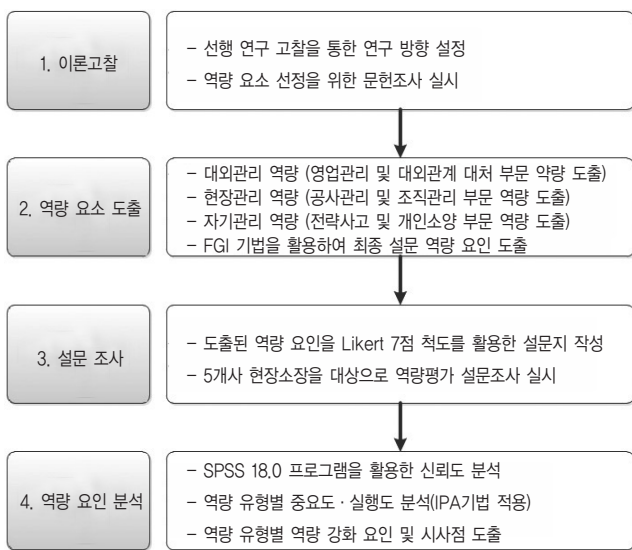 1. 이론고찰
- 선행 연구 고찰을 통한 연구 방향 설정
- 역량 요소 선정을 위한 문헌조사 실시
2. 역량 요소 도출
- 대외관리 역량 (영업관리 및 대외관계 대처 부문 약량 도출)
- 현장관리 역량 (공사관리 및 조직관리 부문 역량 도출)
- 자기관리 역량 (전략사고 및 개인소양 부문 역량 도출)
- FGI 기법을 활용하여 최종 설문 역량 요인 도출
3. 설문 조사
- 도출된 역량 요인을 Likert 7점 척도를 활용한 설문지 작성
- 5개사 현장소장을 대상으로 역량평가 설문조사 실시
4. 역량 요인 분석
- SPSS 18.0 프로그램을 활용한 신뢰도 분석
- 역량 유형별 중요도 · 실행도 분석(IPA기법 적용)
- 역량 유형별 역량 강화 요인 및 시사점 도출